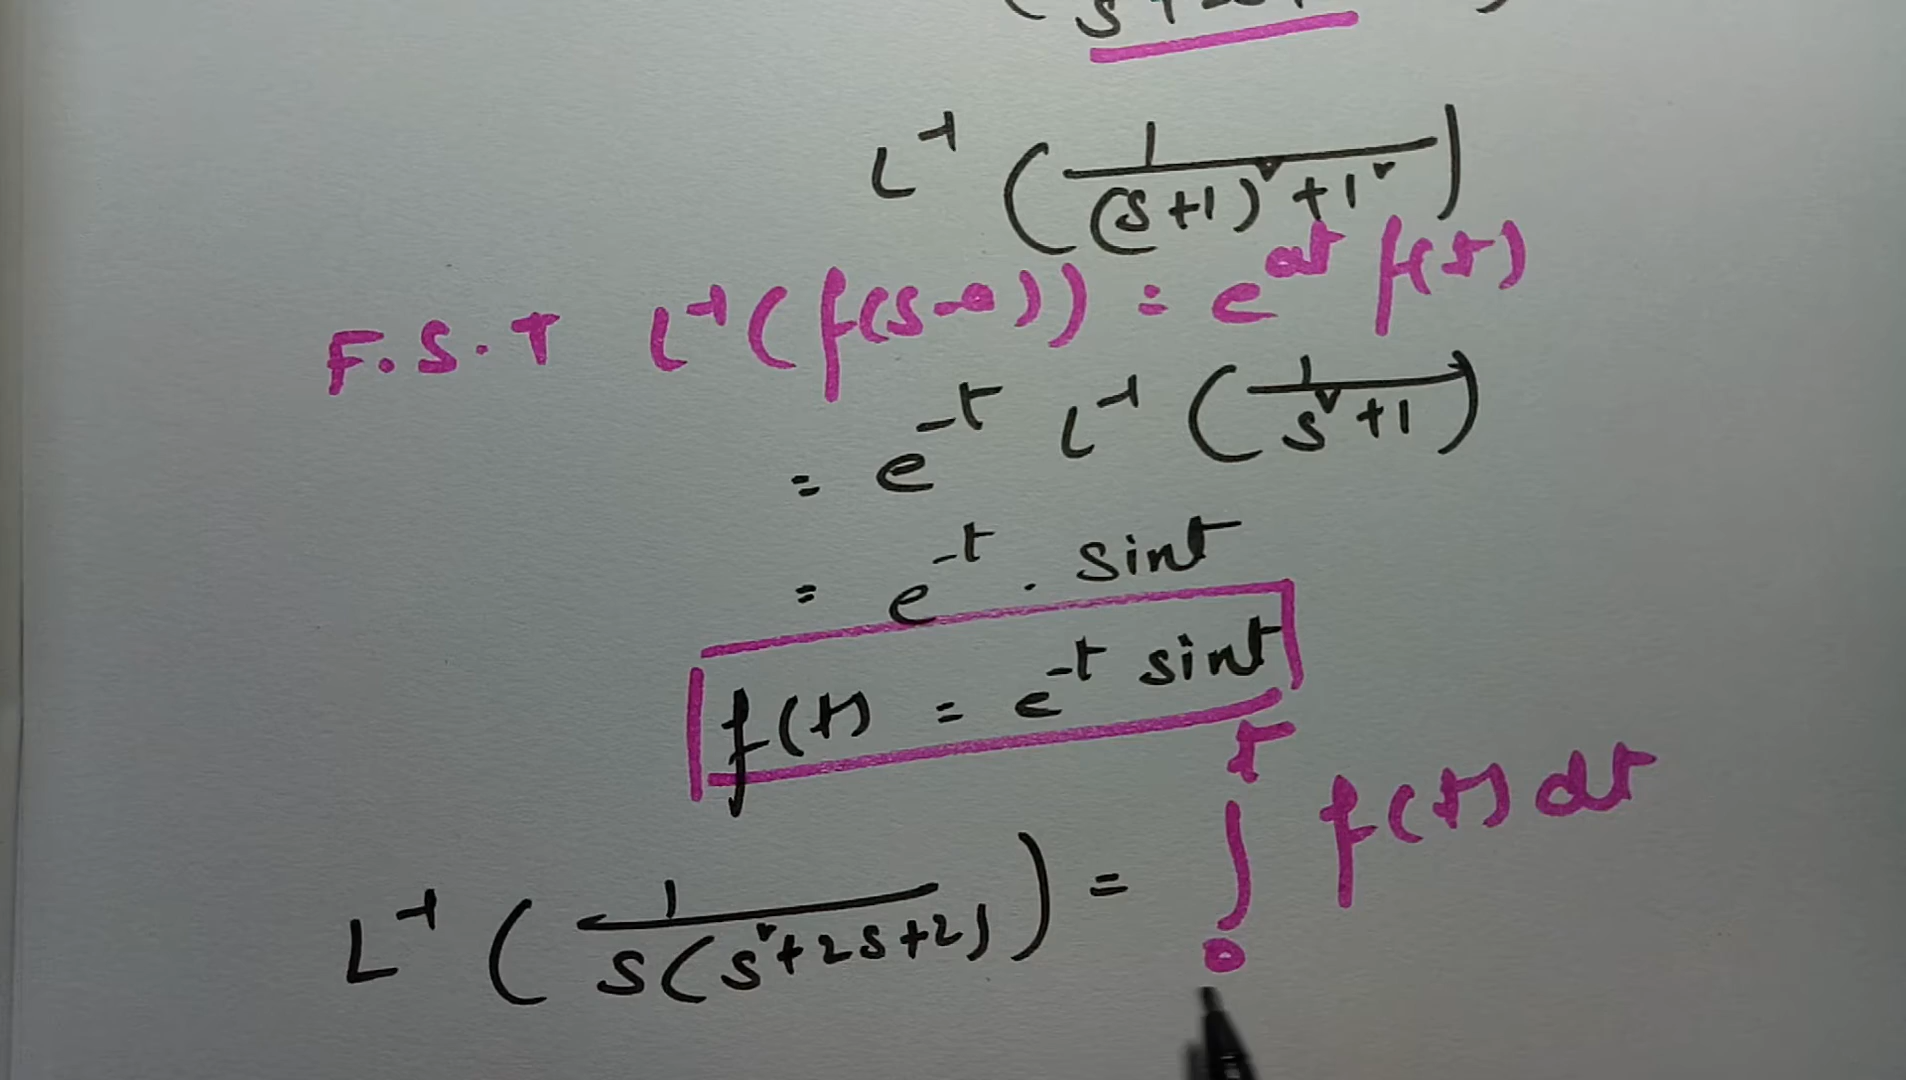 L⁻¹ ( 1 / ((s+1)² + 1²) )
F.S.T L⁻¹(f(s-a)) = e^at f(t)
= e^-t L⁻¹ ( 1 / (s²+1) )
= e^-t . sint
f(t) = e^-t sint
L⁻¹ ( 1 / (s(s²+2s+2)) ) = ∫₀^t f(t) dt